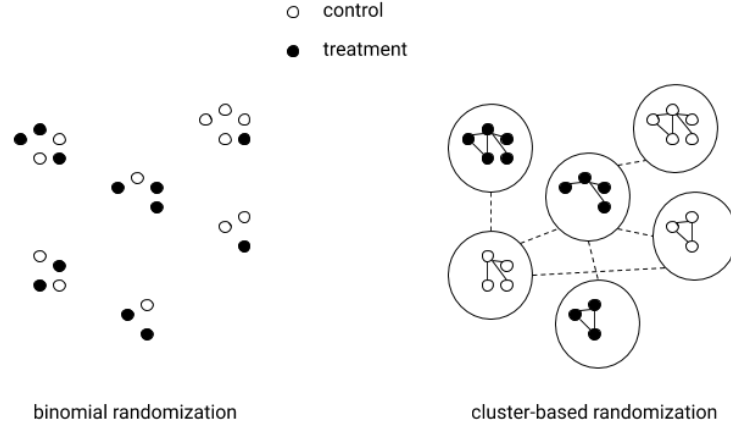 control
treatment
binomial randomization
cluster-based randomization